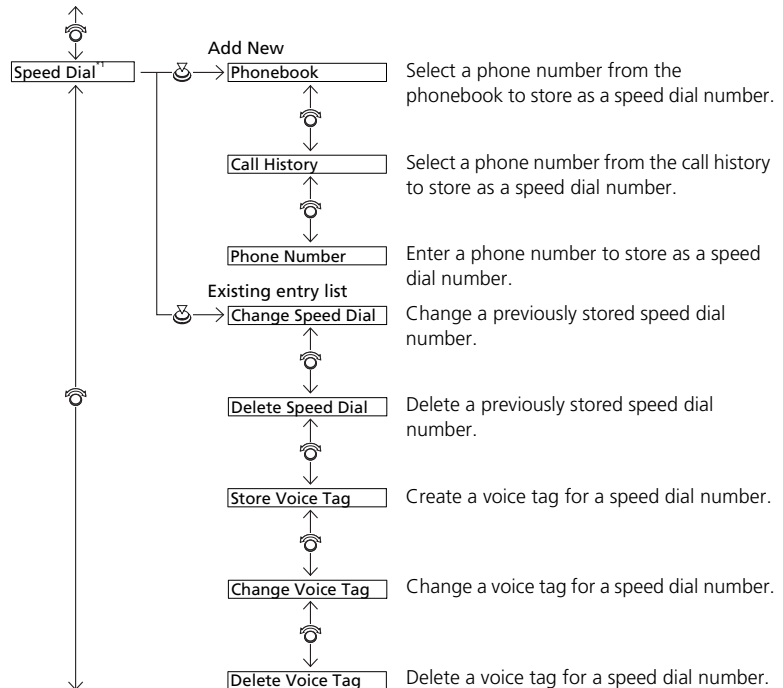 Add New
Speed Dial*1
Phonebook
Select a phone number from the
phonebook to store as a speed dial number.
Call History
Select a phone number from the call history
to store as a speed dial number.
Phone Number
Enter a phone number to store as a speed
dial number.
Existing entry list
Change Speed Dial
Change a previously stored speed dial
number.
Delete Speed Dial
Delete a previously stored speed dial
number.
Store Voice Tag
Create a voice tag for a speed dial number.
Change Voice Tag
Change a voice tag for a speed dial number.
Delete Voice Tag
Delete a voice tag for a speed dial number.